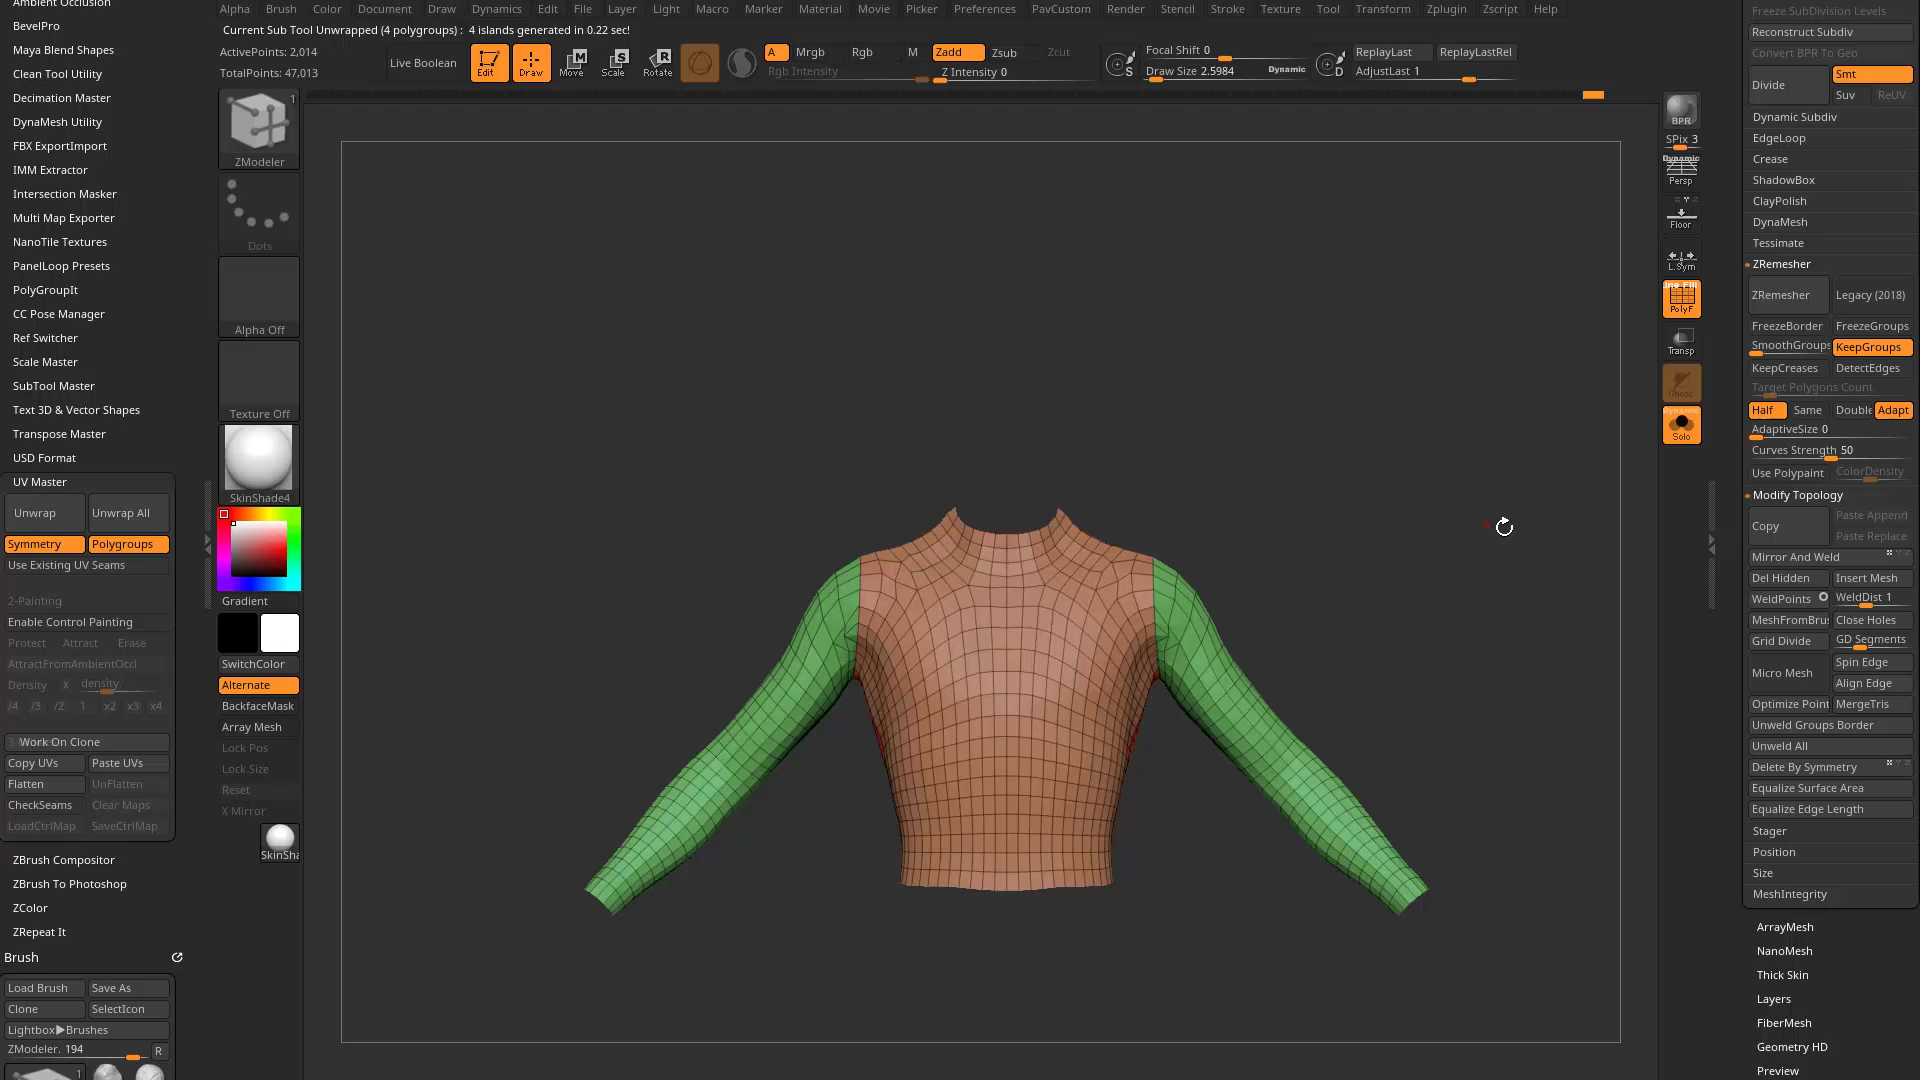 Alpha Brush Color Document Draw Dynamics Edit File Layer Light Macro Marker Material Movie Picker Preferences PavCustom Render Stencil Stroke Texture Tool Transform Zplugin Zscript Help
Current Sub Tool Unwrapped (4 polygroups) : 4 islands generated in 0.22 sec!
ActivePoints: 2,014
TotalPoints: 47,013
Live Boolean
Edit
Draw
Move
Scale
Rotate
A Mrgb Rgb M
Rgb Intensity
Zadd Zsub Zcut
Z Intensity 0
S
Focal Shift 0
Draw Size 2.5984 Dynamic
D
ReplayLast ReplayLastRel
AdjustLast 1
Ambient Occlusion
BevelPro
Maya Blend Shapes
Clean Tool Utility
Decimation Master
DynaMesh Utility
FBX ExportImport
IMM Extractor
Intersection Masker
Multi Map Exporter
NanoTile Textures
PanelLoop Presets
PolyGroupIt
CC Pose Manager
Ref Switcher
Scale Master
SubTool Master
Text 3D & Vector Shapes
Transpose Master
USD Format
UV Master
Unwrap Unwrap All
Symmetry Polygroups
Use Existing UV Seams
2-Painting
Enable Control Painting
Protect Attract Erase
AttractFromAmbientOccl
Density x density.
/4 /3 /2 1 x2 x3 x4
Work On Clone
Copy UVs Paste UVs
Flatten UnFlatten
CheckSeams Clear Maps
LoadCtrlMap SaveCtrlMap
ZBrush Compositor
ZBrush To Photoshop
ZColor
ZRepeat It
Brush
Load Brush Save As
Clone SelectIcon
Lightbox▶Brushes
ZModeler. 194 R
1
1
ZModeler
Dots
Alpha Off
Texture Off
SkinShade4
Gradient
SwitchColor
Alternate
BackfaceMask
Array Mesh
Lock Pos
Lock Size
Reset
X Mirror
SkinSha
BPR
SPix 3
Dynamic
Persp
Floor
L.Sym
PolyF
Transp
Ghost
Dynamic
Solo
Freeze SubDivision Levels
Reconstruct Subdiv
Convert BPR To Geo
Divide
Smt
Suv ReUV
Dynamic Subdiv
EdgeLoop
Crease
ShadowBox
ClayPolish
DynaMesh
Tessimate
ZRemesher
ZRemesher Legacy (2018)
FreezeBorder FreezeGroups
SmoothGroups KeepGroups
KeepCreases DetectEdges
Target Polygons Count
Half Same Double Adapt
AdaptiveSize 0
Curves Strength 50
Use Polypaint ColorDensity
Modify Topology
Copy
Paste Append
Paste Replace
Mirror And Weld
Del Hidden Insert Mesh
WeldPoints WeldDist 1
MeshFromBru Close Holes
Grid Divide GD Segments
Micro Mesh
Spin Edge
Align Edge
Optimize Point MergeTris
Unweld Groups Border
Unweld All
Delete By Symmetry
Equalize Surface Area
Equalize Edge Length
Stager
Position
Size
MeshIntegrity
ArrayMesh
NanoMesh
Thick Skin
Layers
FiberMesh
Geometry HD
Preview